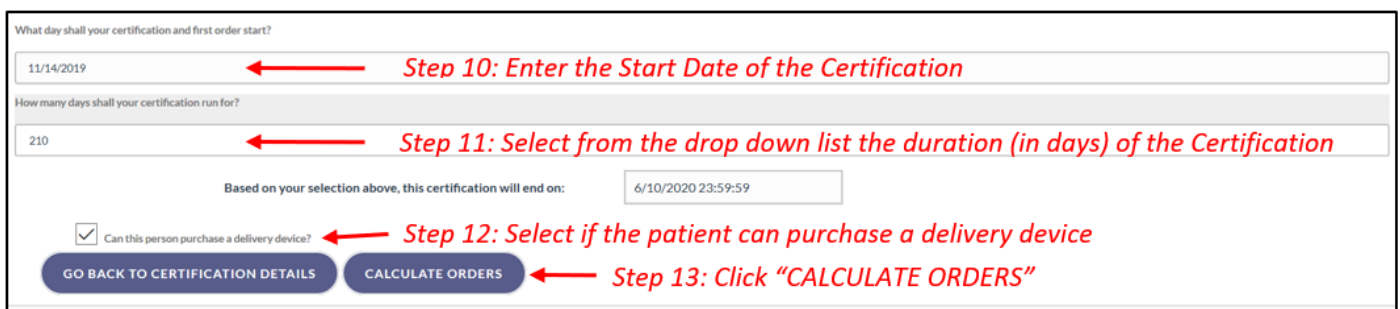 What day shall your certification and first order start?
11/14/2019 Step 10: Enter the Start Date of the Certification
How many days shall your certification run for?
210 Step 11: Select from the drop down list the duration (in days) of the Certification
Based on your selection above, this certification will end on: 6/10/2020 23:59:59
Can this person purchase a delivery device? Step 12: Select if the patient can purchase a delivery device
GO BACK TO CERTIFICATION DETAILS CALCULATE ORDERS Step 13: Click “CALCULATE ORDERS”